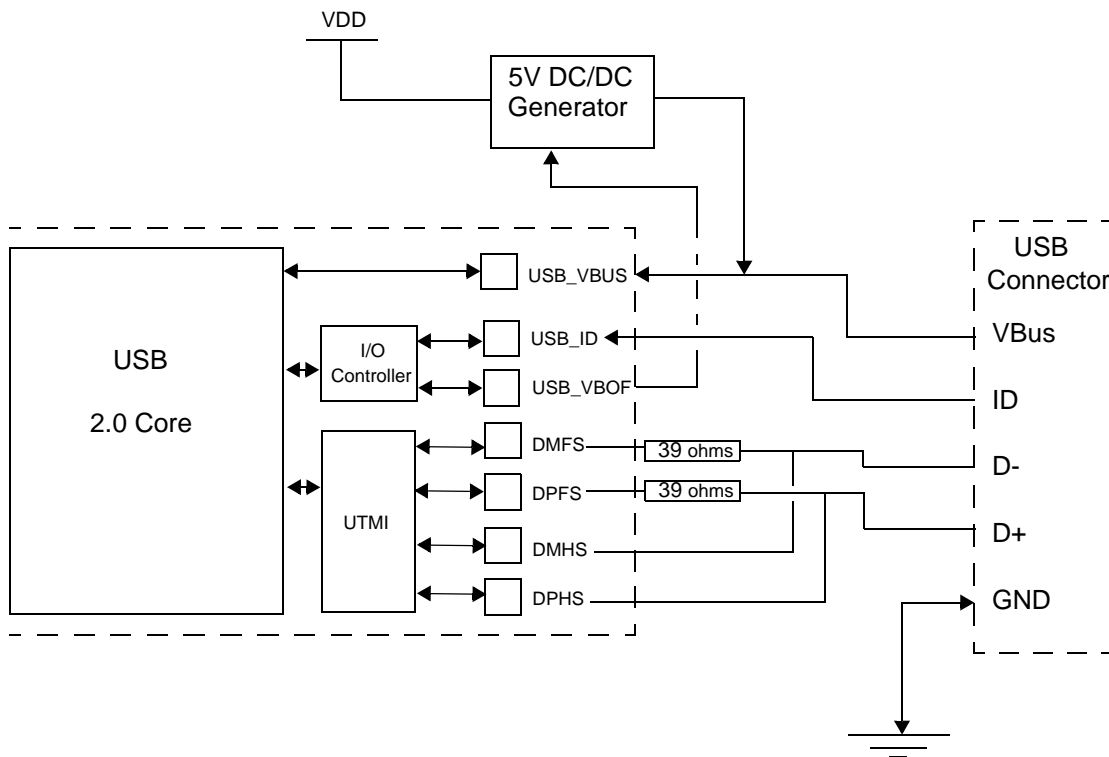 VDD
5V DC/DC
Generator
USB
Connector
USB_VBUS
VBus
USB_ID
I/O
Controller
USB
USB_VBOF
ID
2.0 Core
DMFS
39 ohms
D-
DPFS
39 ohms
UTMI
D+
DMHS
DPHS
GND